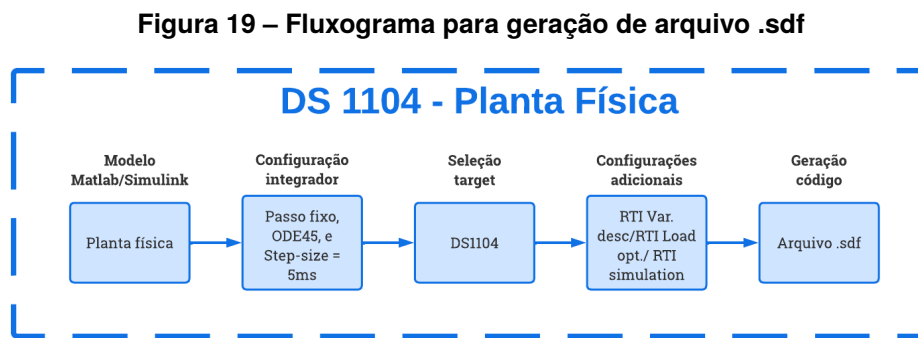 Figura 19 – Fluxograma para geração de arquivo .sdf
DS 1104 - Planta Física
Modelo
Matlab/Simulink
Planta física
Configuração
integrador
Passo fixo,
ODE45, e
Step-size =
5ms
Seleção
target
DS1104
Configurações
adicionais
RTI Var.
desc/RTI Load
opt./ RTI
simulation
Geração
código
Arquivo .sdf